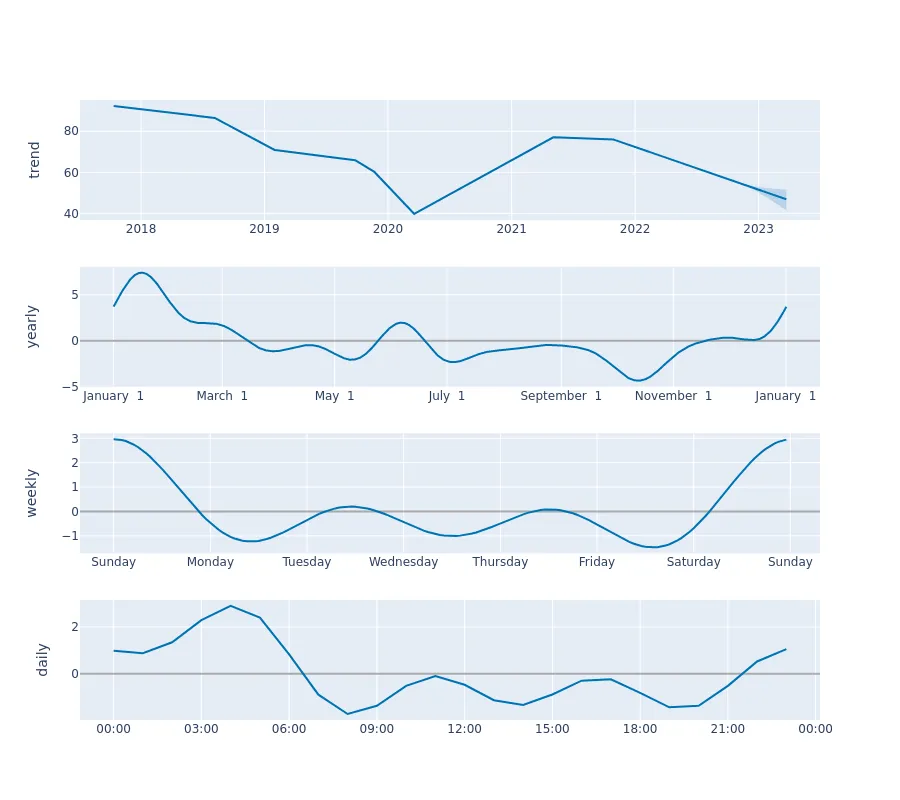 trend
80
60
40
2018 2019 2020 2021 2022 2023
yearly
5
0
−5
January 1 March 1 May 1 July 1 September 1 November 1 January 1
weekly
3
2
1
0
−1
Sunday Monday Tuesday Wednesday Thursday Friday Saturday Sunday
daily
2
0
00:00 03:00 06:00 09:00 12:00 15:00 18:00 21:00 00:00